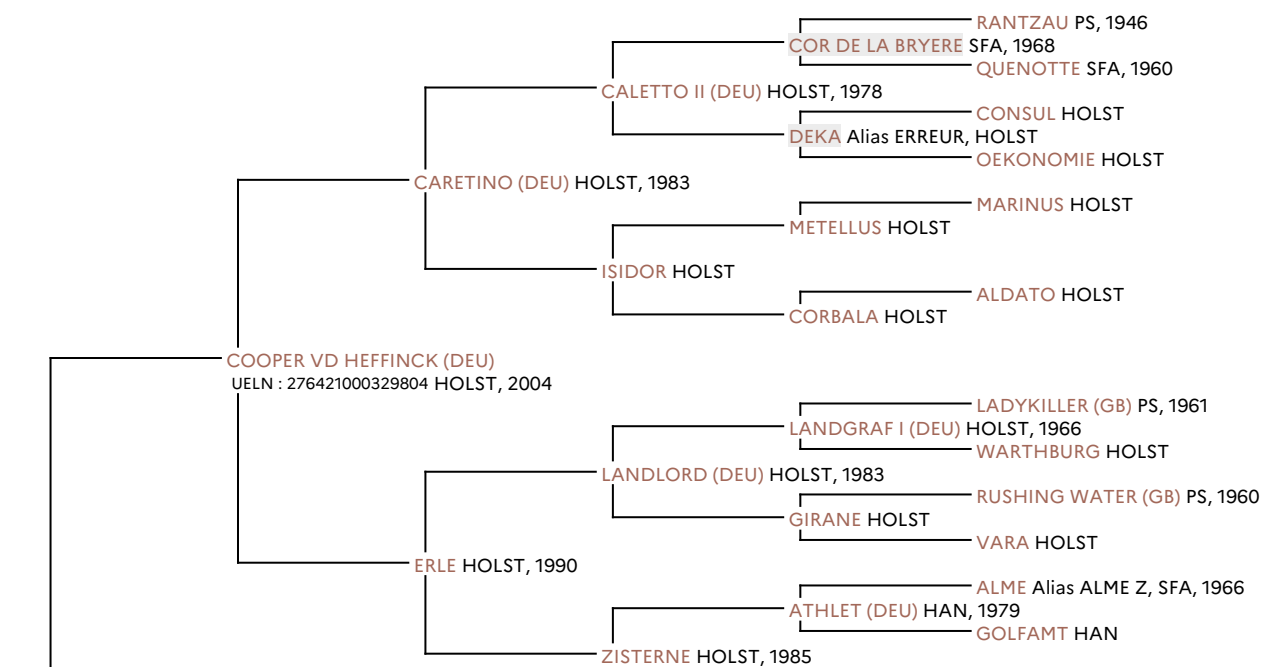 RANTZAU PS, 1946
COR DE LA BRYERE SFA, 1968
QUENOTTE SFA, 1960
CALETTO II (DEU) HOLST, 1978
CONSUL HOLST
DEKA Alias ERREUR, HOLST
OEKONOMIE HOLST
CARETINO (DEU) HOLST, 1983
MARINUS HOLST
METELLUS HOLST
ISIDOR HOLST
ALDATO HOLST
CORBALA HOLST
COOPER VD HEFFINCK (DEU)
UELN : 276421000329804 HOLST, 2004
LADYKILLER (GB) PS, 1961
LANDGRAF I (DEU) HOLST, 1966
WARTHBURG HOLST
LANDLORD (DEU) HOLST, 1983
RUSHING WATER (GB) PS, 1960
GIRANE HOLST
VARA HOLST
ERLE HOLST, 1990
ALME Alias ALME Z, SFA, 1966
ATHLET (DEU) HAN, 1979
GOLFAMT HAN
ZISTERNE HOLST, 1985